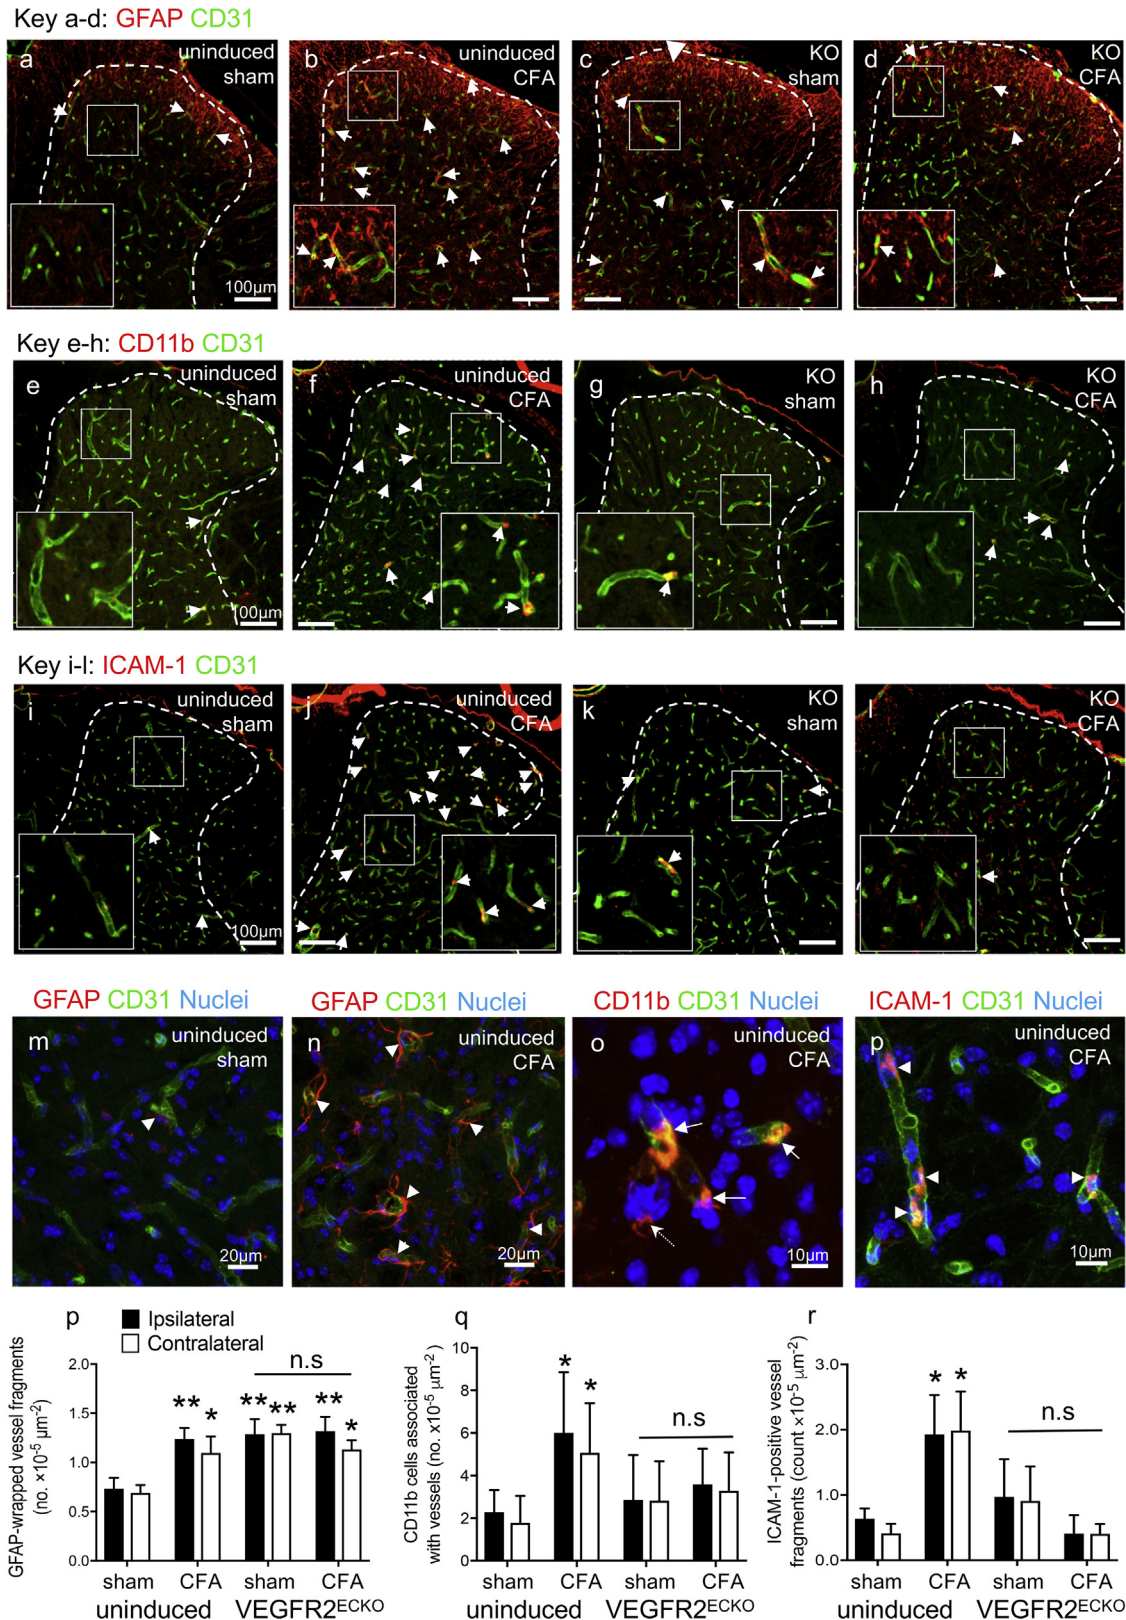 Key a-d: GFAP CD31
a uninduced sham
b uninduced CFA
c KO sham
d KO CFA
100μm
Key e-h: CD11b CD31
e uninduced sham
f uninduced CFA
g KO sham
h KO CFA
100μm
Key i-l: ICAM-1 CD31
i uninduced sham
j uninduced CFA
k KO sham
l KO CFA
100μm
GFAP CD31 Nuclei
GFAP CD31 Nuclei
CD11b CD31 Nuclei
ICAM-1 CD31 Nuclei
m uninduced sham
n uninduced CFA
o uninduced CFA
p uninduced CFA
20μm
20μm
10μm
10μm
p
Ipsilateral
Contralateral
GFAP-wrapped vessel fragments
(no. ×10-5 μm-2)
2.0
1.5
1.0
0.5
0.0
** * ** ** ** *
n.s
sham CFA sham CFA
uninduced VEGFR2ECKO
q
CD11b cells associated
with vessels (no. x10-5 μm-2)
10
8
6
4
2
0
* *
n.s
sham CFA sham CFA
uninduced VEGFR2ECKO
r
ICAM-1-positive vessel
fragments (count ×10-5 μm-2)
3.0
2.0
1.0
0.0
* *
n.s
sham CFA sham CFA
uninduced VEGFR2ECKO